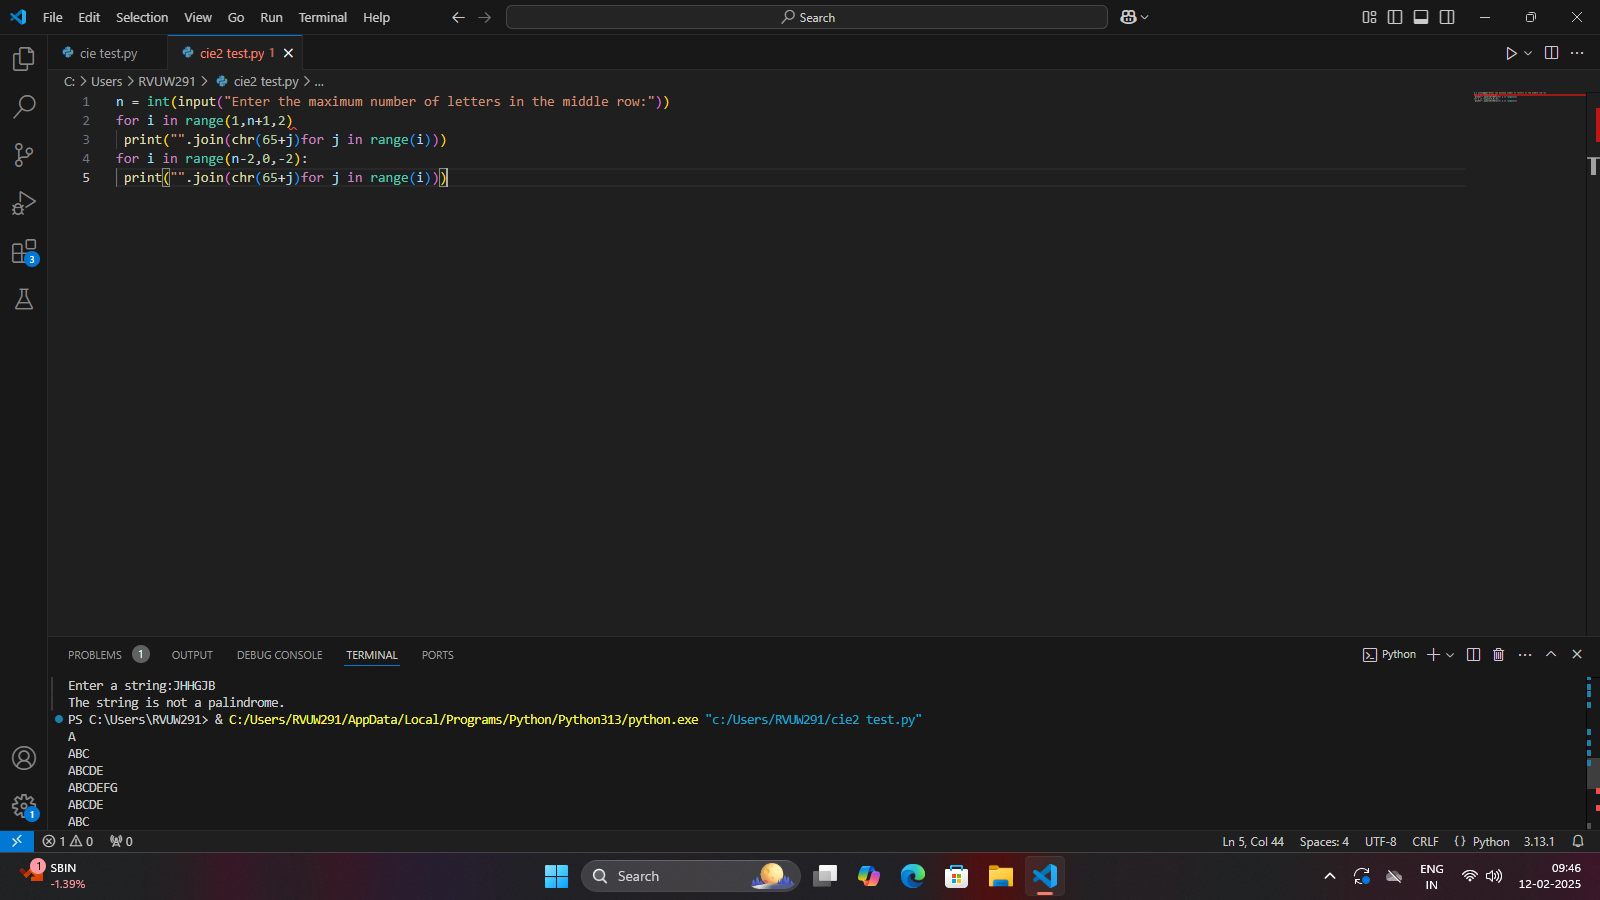 File Edit Selection View Go Run Terminal Help
Search
cie test.py
cie2 test.py 1
C: > Users > RVUW291 > cie2 test.py > ...
1 n = int(input("Enter the maximum number of letters in the middle row:"))
2 for i in range(1,n+1,2)
3 print("".join(chr(65+j)for j in range(i)))
4 for i in range(n-2,0,-2):
5 print("".join(chr(65+j)for j in range(i)))
3
PROBLEMS 1 OUTPUT DEBUG CONSOLE TERMINAL PORTS
Python
Enter a string:JHHGJB
The string is not a palindrome.
PS C:\Users\RVUW291> & C:/Users/RVUW291/AppData/Local/Programs/Python/Python313/python.exe "c:/Users/RVUW291/cie2 test.py"
A
ABC
ABCDE
ABCDEFG
ABCDE
ABC
1
1 0 0
Ln 5, Col 44 Spaces: 4 UTF-8 CRLF {} Python 3.13.1
1
SBIN
-1.39%
Search
ENG
IN
09:46
12-02-2025